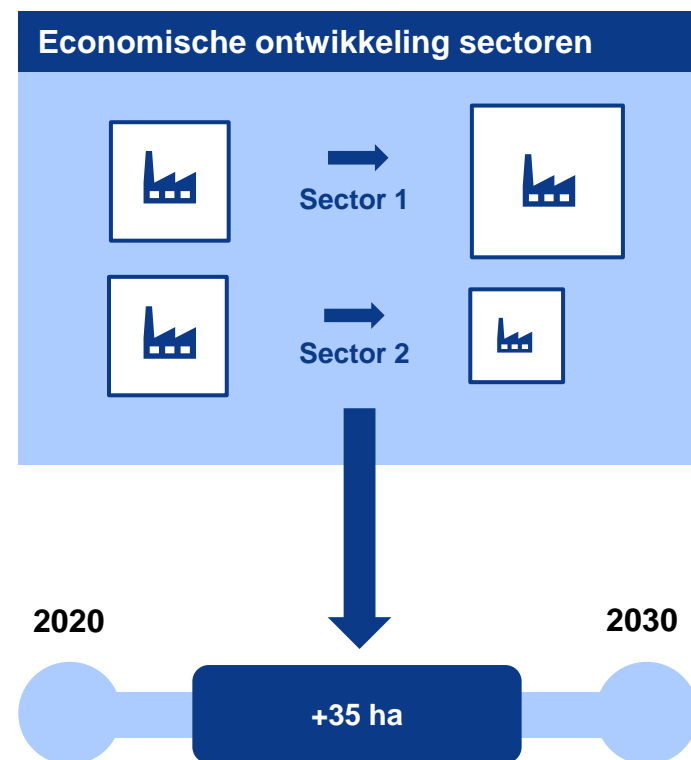 Economische ontwikkeling sectoren
Sector 1
Sector 2
2020
2030
+35 ha